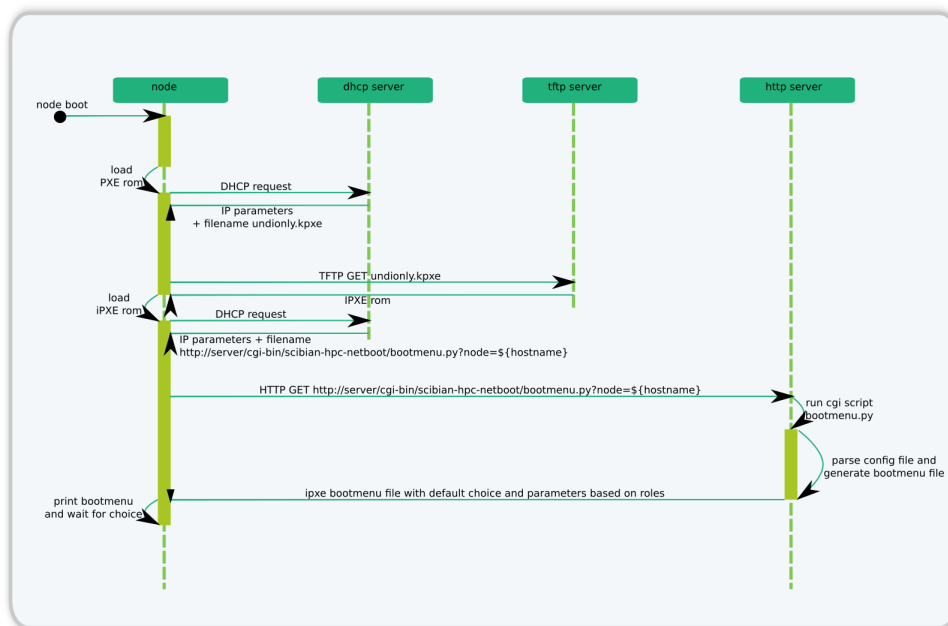 node
dhcp server
tftp server
http server
node boot
load
PXE rom
DHCP request
IP parameters
+ filename undionly.kpxe
TFTP GET undionly.kpxe
IPXE rom
load
iPXE rom
DHCP request
IP parameters + filename
http://server/cgi-bin/scibian-hpc-netboot/bootmenu.py?node=${hostname}
HTTP GET http://server/cgi-bin/scibian-hpc-netboot/bootmenu.py?node=${hostname}
run cgi script
bootmenu.py
parse config file and
generate bootmenu file
ipxe bootmenu file with default choice and parameters based on roles
print bootmenu
and wait for choice